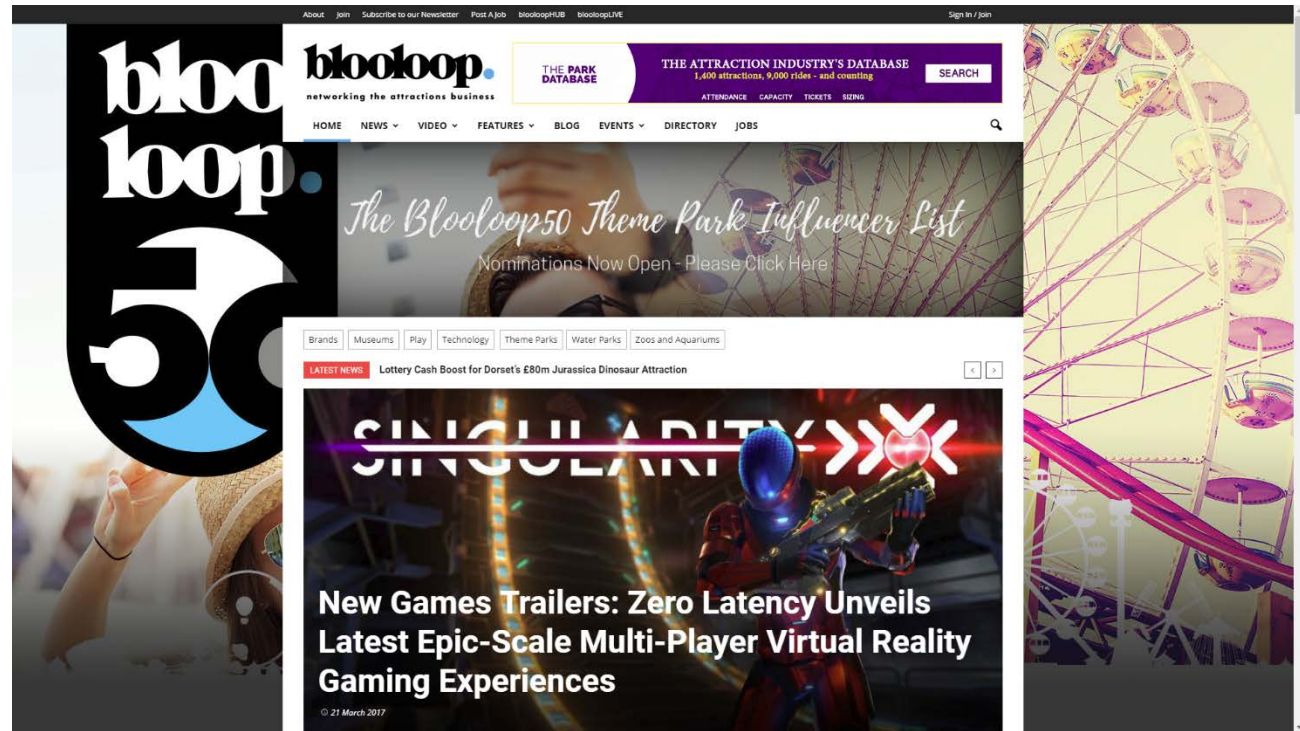 About Join Subscribe to our Newsletter Post A Job blooloopHUB blooloopLIVE Sign In / Join
bloo
loop.
50
blooloop.
networking the attractions business
THE PARK
DATABASE
THE ATTRACTION INDUSTRY'S DATABASE
1,400 attractions, 9,000 rides - and counting
ATTENDANCE CAPACITY TICKETS SIZING
SEARCH
HOME NEWS VIDEO FEATURES BLOG EVENTS DIRECTORY JOBS
The Blooloop50 Theme Park Influencer List
Nominations Now Open - Please Click Here
Brands Museums Play Technology Theme Parks Water Parks Zoos and Aquariums
LATEST NEWS Lottery Cash Boost for Dorset's £80m Jurassica Dinosaur Attraction
SINGULARITY
New Games Trailers: Zero Latency Unveils
Latest Epic-Scale Multi-Player Virtual Reality
Gaming Experiences
21 March 2017